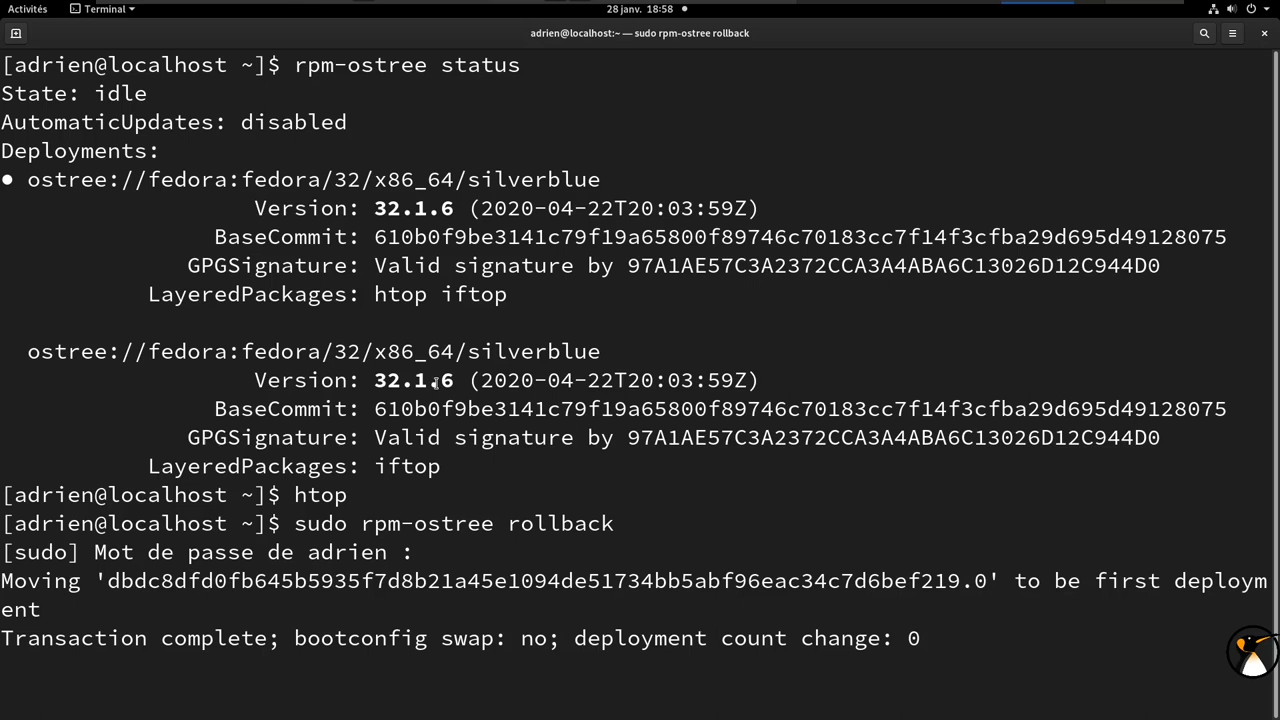 Activités Terminal 28 janv. 18:58
adrien@localhost:~ — sudo rpm-ostree rollback
[adrien@localhost ~]$ rpm-ostree status
State: idle
AutomaticUpdates: disabled
Deployments:
● ostree://fedora:fedora/32/x86_64/silverblue
Version: 32.1.6 (2020-04-22T20:03:59Z)
BaseCommit: 610b0f9be3141c79f19a65800f89746c70183cc7f14f3cfba29d695d49128075
GPGSignature: Valid signature by 97A1AE57C3A2372CCA3A4ABA6C13026D12C944D0
LayeredPackages: htop iftop
ostree://fedora:fedora/32/x86_64/silverblue
Version: 32.1.6 (2020-04-22T20:03:59Z)
BaseCommit: 610b0f9be3141c79f19a65800f89746c70183cc7f14f3cfba29d695d49128075
GPGSignature: Valid signature by 97A1AE57C3A2372CCA3A4ABA6C13026D12C944D0
LayeredPackages: iftop
[adrien@localhost ~]$ htop
[adrien@localhost ~]$ sudo rpm-ostree rollback
[sudo] Mot de passe de adrien :
Moving 'dbdc8dfd0fb645b5935f7d8b21a45e1094de51734bb5abf96eac34c7d6bef219.0' to be first deploym
ent
Transaction complete; bootconfig swap: no; deployment count change: 0